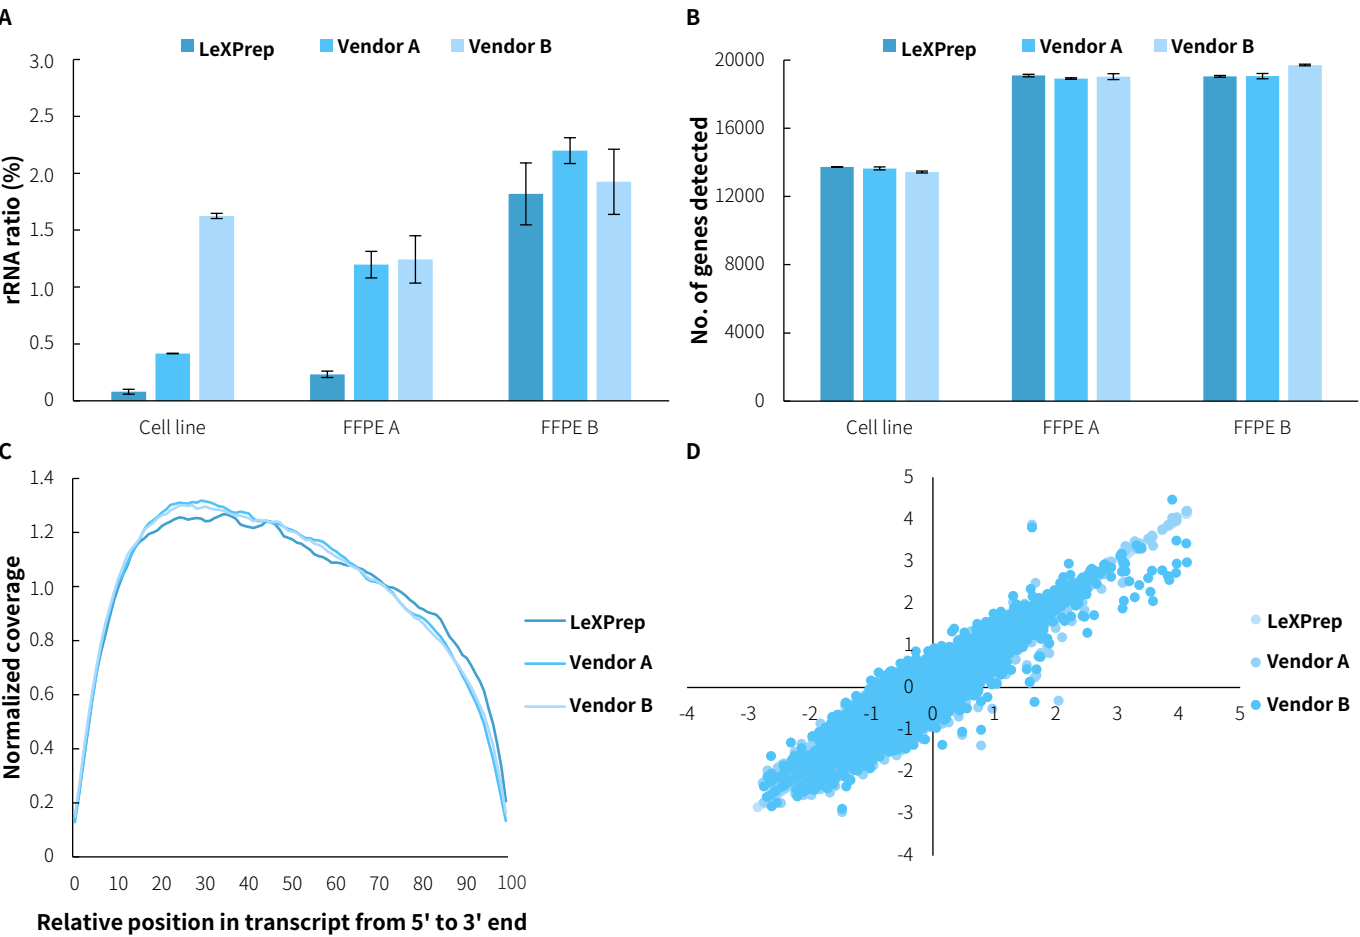 A
LeXPrep Vendor A Vendor B
3.0
2.5
2.0
1.5
1.0
0.5
0
rRNA ratio (%)
Cell line FFPE A FFPE B
B
LeXPrep Vendor A Vendor B
20000
16000
12000
8000
4000
0
No. of genes detected
Cell line FFPE A FFPE B
C
1.4
1.2
1.0
0.8
0.6
0.4
0.2
0
Normalized coverage
0 10 20 30 40 50 60 70 80 90 100
Relative position in transcript from 5' to 3' end
LeXPrep
Vendor A
Vendor B
D
5
4
3
2
1
0
-1
-2
-3
-4
-4 -3 -2 -1 0 1 2 3 4 5
LeXPrep
Vendor A
Vendor B